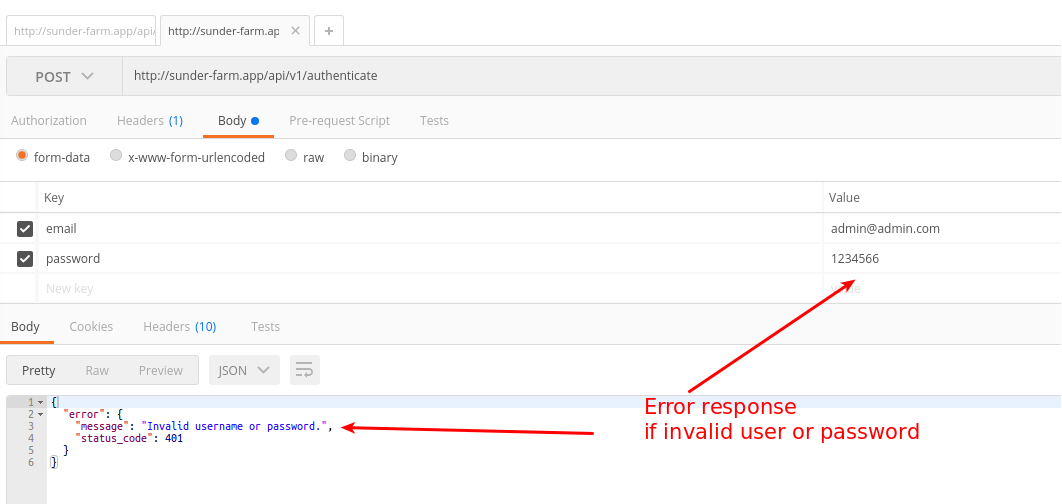 http://sunder-farm.app/api/ http://sunder-farm.ap
POST http://sunder-farm.app/api/v1/authenticate
Authorization Headers (1) Body Pre-request Script Tests
form-data x-www-form-urlencoded raw binary
Key Value
email admin@admin.com
password 1234566
New key value
Body Cookies Headers (10) Tests
Pretty Raw Preview JSON
1 {
2 "error": {
3 "message": "Invalid username or password.",
4 "status_code": 401
5 }
6 }
Error response
if invalid user or password